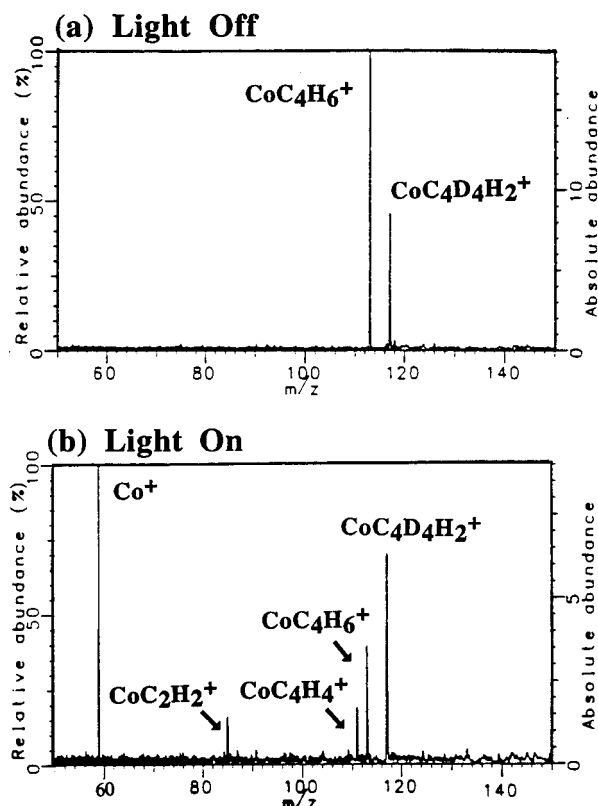 (a) Light Off
Relative abundance (%)
100
50
0
CoC4H6+
CoC4D4H2+
60 80 100 120 140
m/z
10
0
Absolute abundance
(b) Light On
Relative abundance (%)
100
50
0
Co+
CoC4D4H2+
CoC4H6+
CoC2H2+
CoC4H4+
60 80 100 120 140
m/z
5
0
Absolute abundance